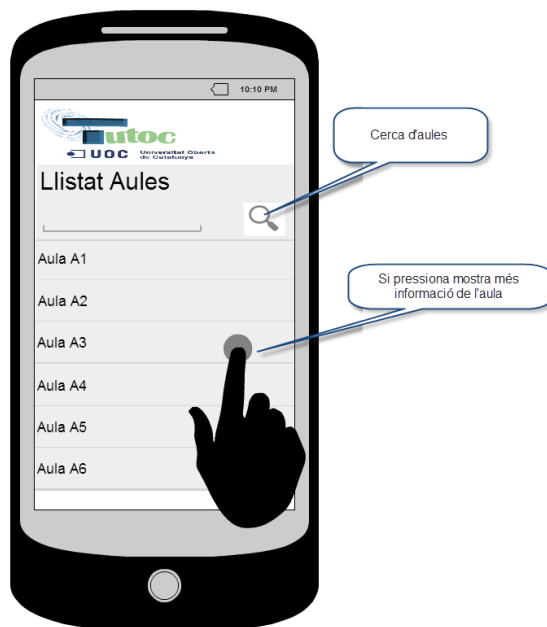 10:10 PM
Tutoc
UOC Universitat Oberta
de Catalunya
Cerca d'aules
Llistat Aules
Aula A1
Aula A2
Si pressiona mostra més
informació de l'aula
Aula A3
Aula A4
Aula A5
Aula A6